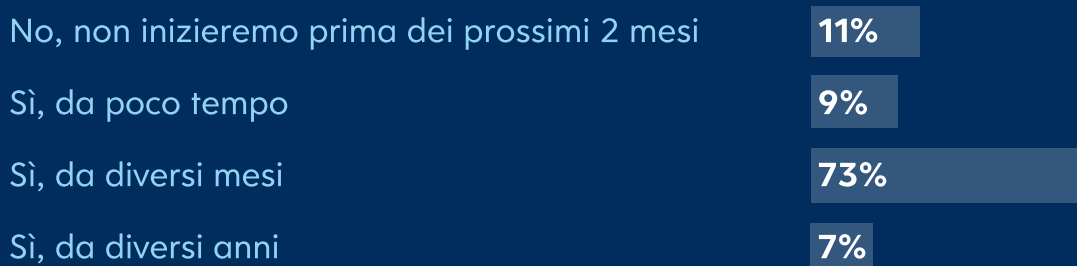 No, non inizieremo prima dei prossimi 2 mesi 11%
Sì, da poco tempo 9%
Sì, da diversi mesi 73%
Sì, da diversi anni 7%